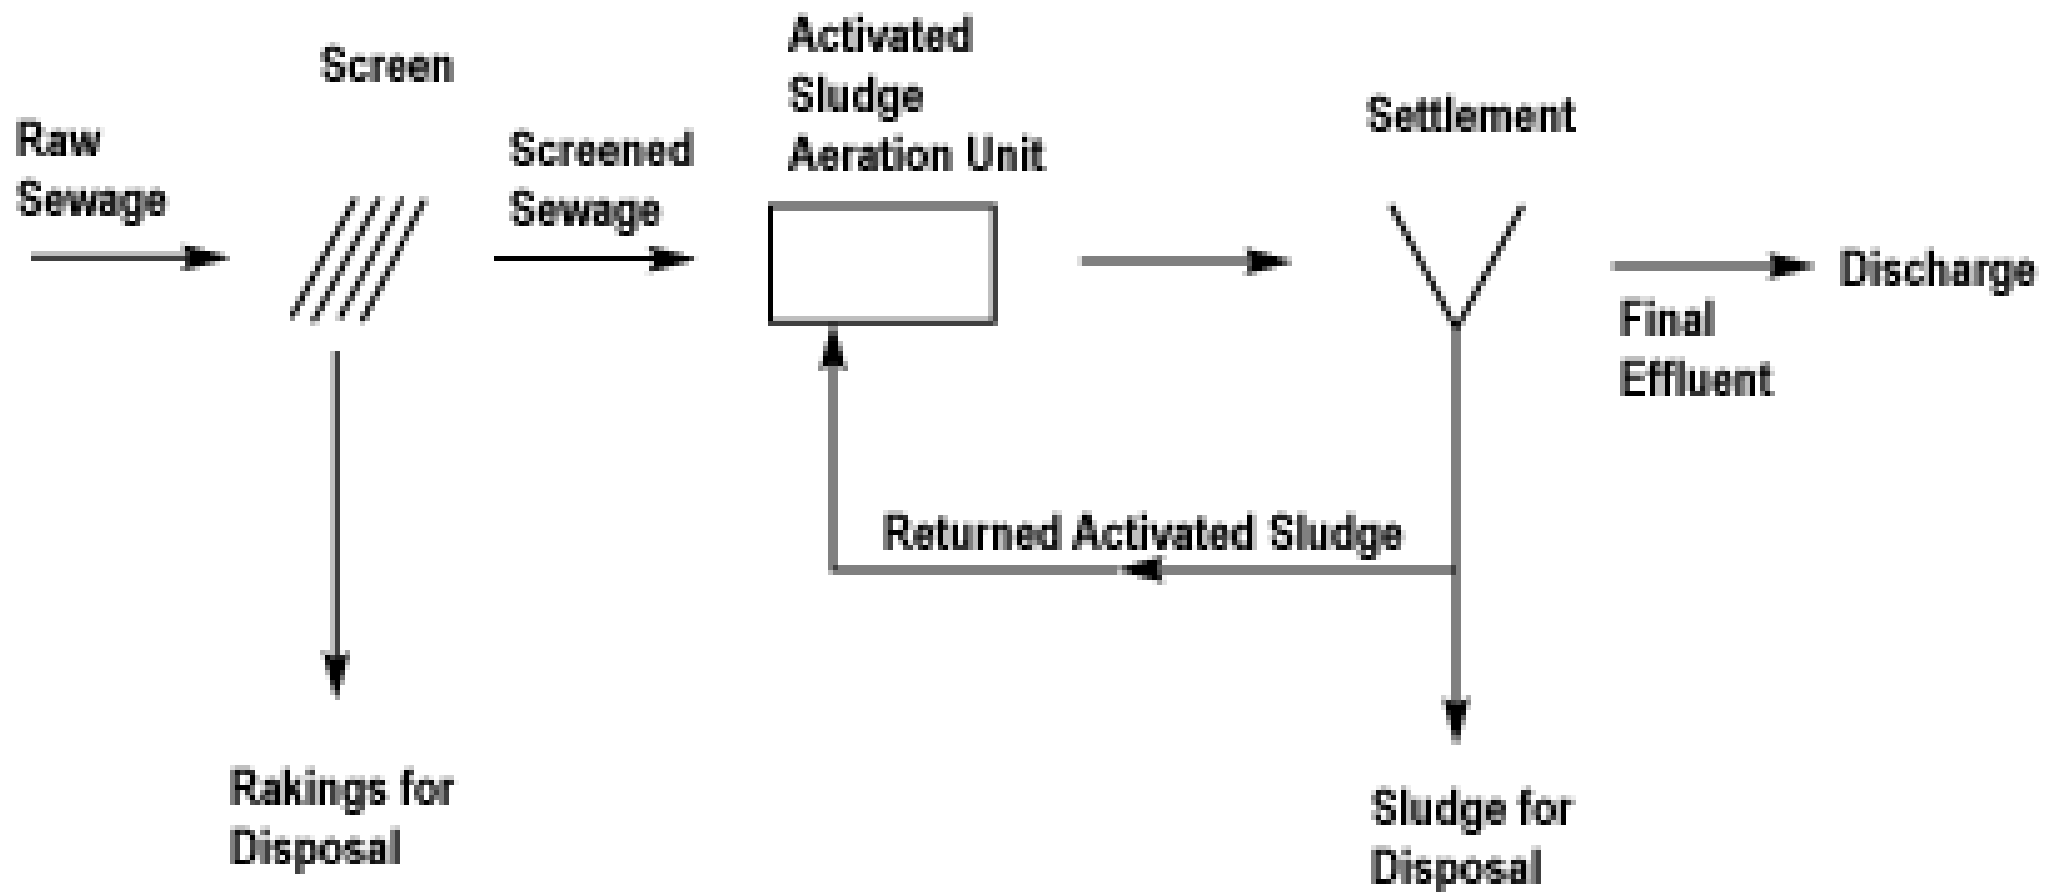 Screen
Raw
Sewage
Screened
Sewage
Activated
Sludge
Aeration Unit
Settlement
Discharge
Final
Effluent
Returned Activated Sludge
Rakings for
Disposal
Sludge for
Disposal